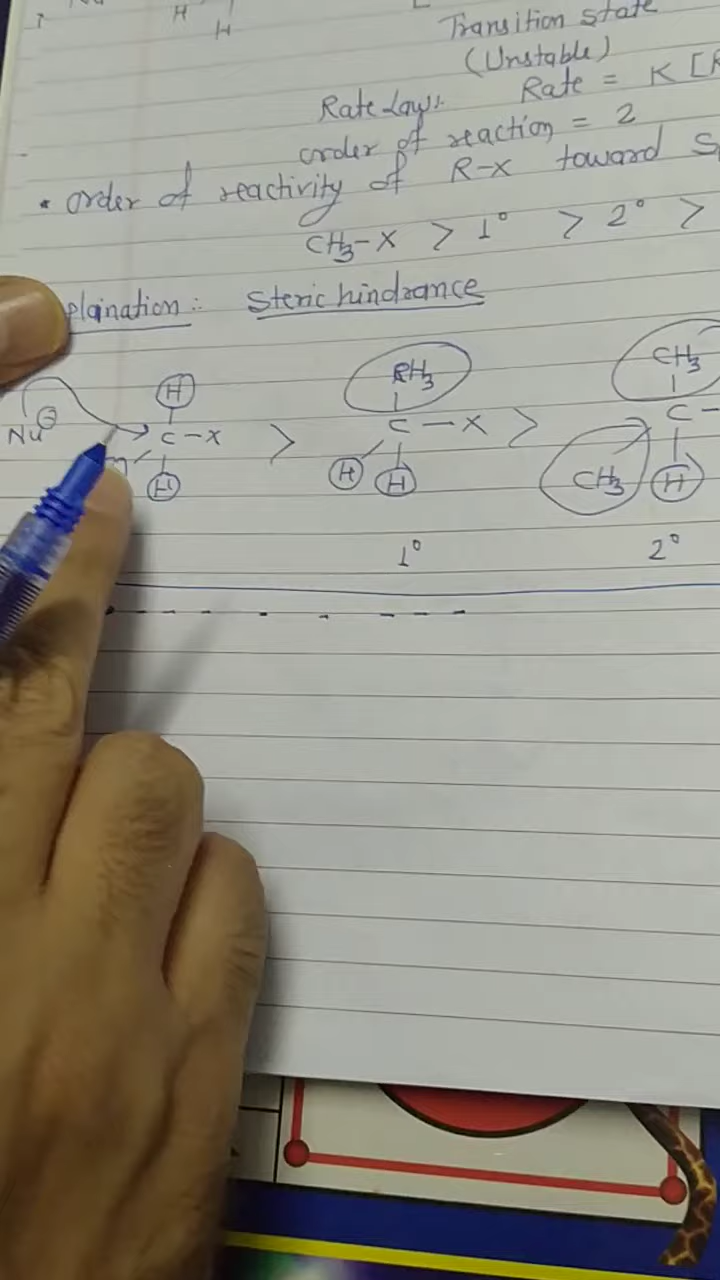 H
H
Transition state
(Unstable)
Rate Law:. Rate = K [R
order of reaction = 2
• order of reactivity of R-X toward S
CH3-X > 1° > 2° >
planation:: Steric hindrance
H CH3 CH3
Nu⊖ C-X > C-X > C-
H H H CH3 H
1° 2°